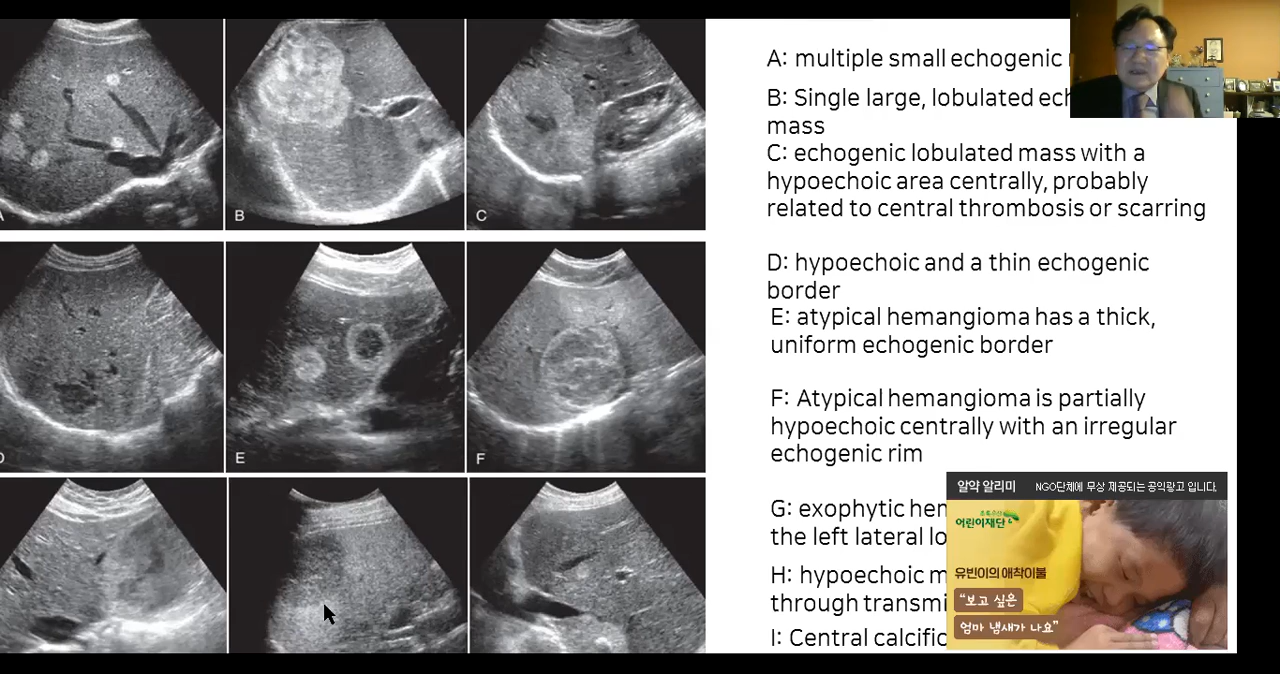 A: multiple small echogenic
B: Single large, lobulated
mass
C: echogenic lobulated mass with a
hypoechoic area centrally, probably
related to central thrombosis or scarring
D: hypoechoic and a thin echogenic
border
E: atypical hemangioma has a thick,
uniform echogenic border
F: Atypical hemangioma is partially
hypoechoic centrally with an irregular
echogenic rim
G: exophytic
the left lateral
H: hypoechoic
through
I: Central
A
B
C
D
E
F
알약 알리미 NGO단체에 무상 제공되는 공익광고 입니다.
초록우산
어린이재단
유빈이의 애착이불
“보고 싶은
엄마 냄새가 나요”